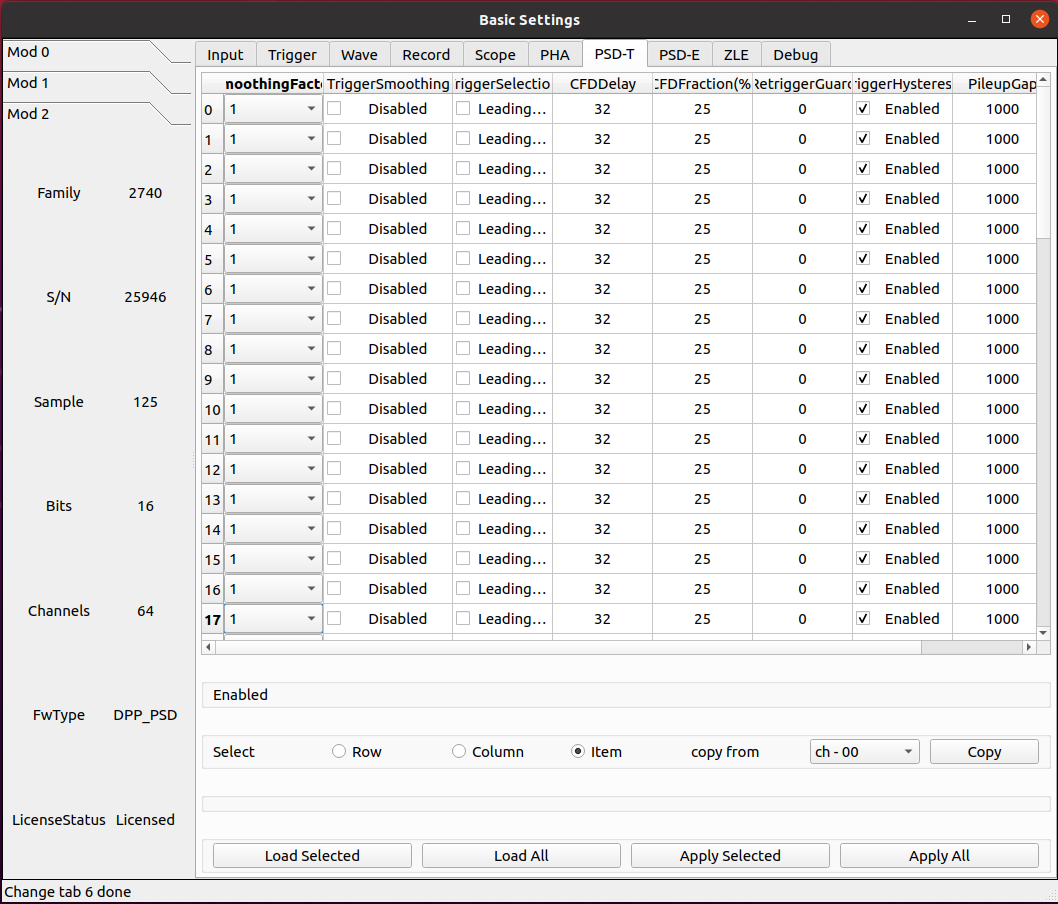 Basic Settings
Mod 0
Mod 1
Mod 2
Family 2740
S/N 25946
Sample 125
Bits 16
Channels 64
FwType DPP_PSD
LicenseStatus Licensed
Input Trigger Wave Record Scope PHA PSD-T PSD-E ZLE Debug
noothingFacto TriggerSmoothing riggerSelectio CFDDelay CFDFraction(% RetriggerGuard riggerHysteres PileupGap
0 1 Disabled Leading... 32 25 0 Enabled 1000
1 1 Disabled Leading... 32 25 0 Enabled 1000
2 1 Disabled Leading... 32 25 0 Enabled 1000
3 1 Disabled Leading... 32 25 0 Enabled 1000
4 1 Disabled Leading... 32 25 0 Enabled 1000
5 1 Disabled Leading... 32 25 0 Enabled 1000
6 1 Disabled Leading... 32 25 0 Enabled 1000
7 1 Disabled Leading... 32 25 0 Enabled 1000
8 1 Disabled Leading... 32 25 0 Enabled 1000
9 1 Disabled Leading... 32 25 0 Enabled 1000
10 1 Disabled Leading... 32 25 0 Enabled 1000
11 1 Disabled Leading... 32 25 0 Enabled 1000
12 1 Disabled Leading... 32 25 0 Enabled 1000
13 1 Disabled Leading... 32 25 0 Enabled 1000
14 1 Disabled Leading... 32 25 0 Enabled 1000
15 1 Disabled Leading... 32 25 0 Enabled 1000
16 1 Disabled Leading... 32 25 0 Enabled 1000
17 1 Disabled Leading... 32 25 0 Enabled 1000
Enabled
Select Row Column Item copy from ch - 00 Copy
Load Selected Load All Apply Selected Apply All
Change tab 6 done